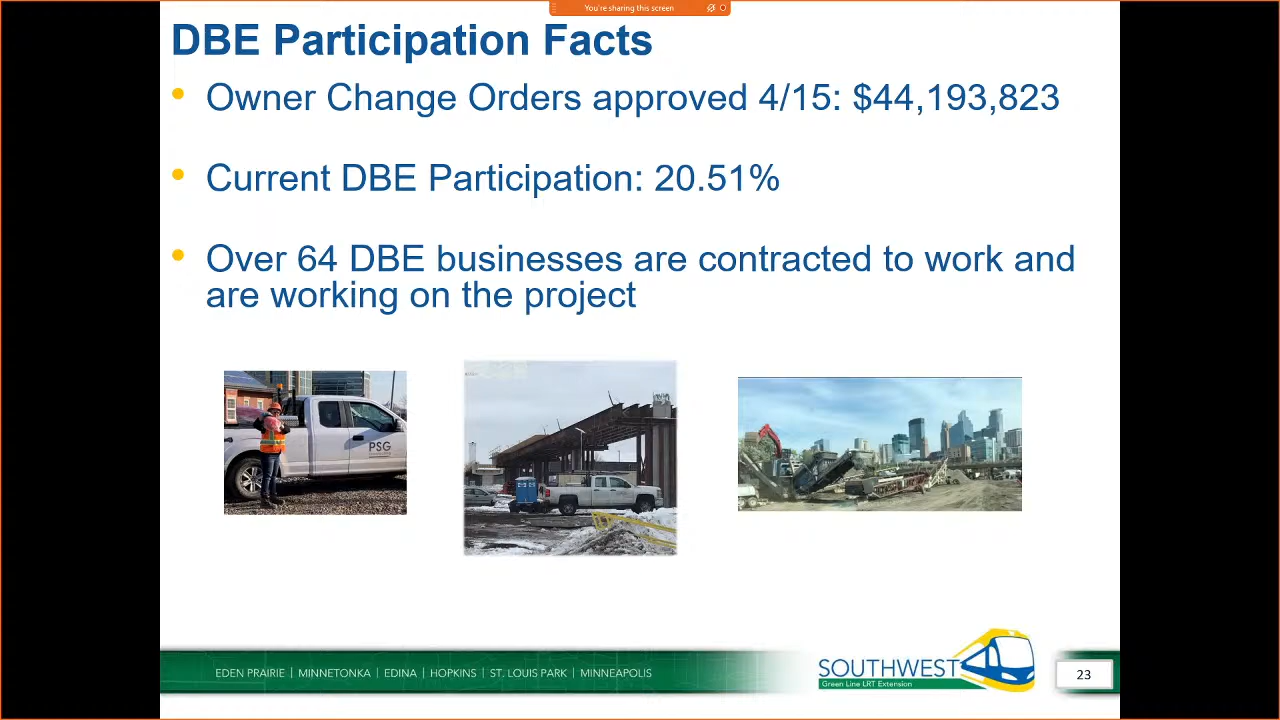 You're sharing this screen
DBE Participation Facts
• Owner Change Orders approved 4/15: $44,193,823
• Current DBE Participation: 20.51%
• Over 64 DBE businesses are contracted to work and
are working on the project
PSG
EDEN PRAIRIE | MINNETONKA | EDINA | HOPKINS | ST. LOUIS PARK | MINNEAPOLIS
SOUTHWEST
Green Line LRT Extension
23